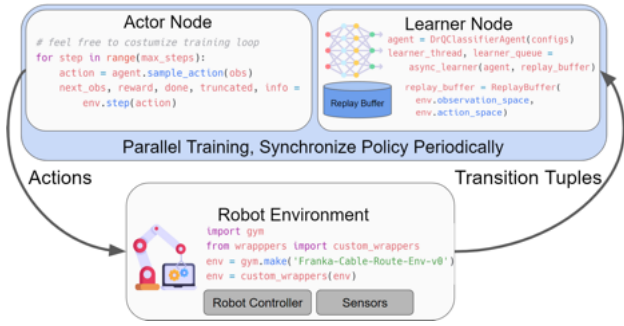 Actor Node
# feel free to costumize training loop
for step in range(max_steps):
action = agent.sample_action(obs)
next_obs, reward, done, truncated, info =
env.step(action)
Learner Node
agent = DrQClassifierAgent(configs)
learner_thread, learner_queue =
async_learner(agent, replay_buffer)
replay_buffer = ReplayBuffer(
env.observation_space,
env.action_space)
Replay Buffer
Parallel Training, Synchronize Policy Periodically
Actions
Transition Tuples
Robot Environment
import gym
from wrapppers import custom_wrappers
env = gym.make('Franka-Cable-Route-Env-v0')
env = custom_wrappers(env)
Robot Controller
Sensors